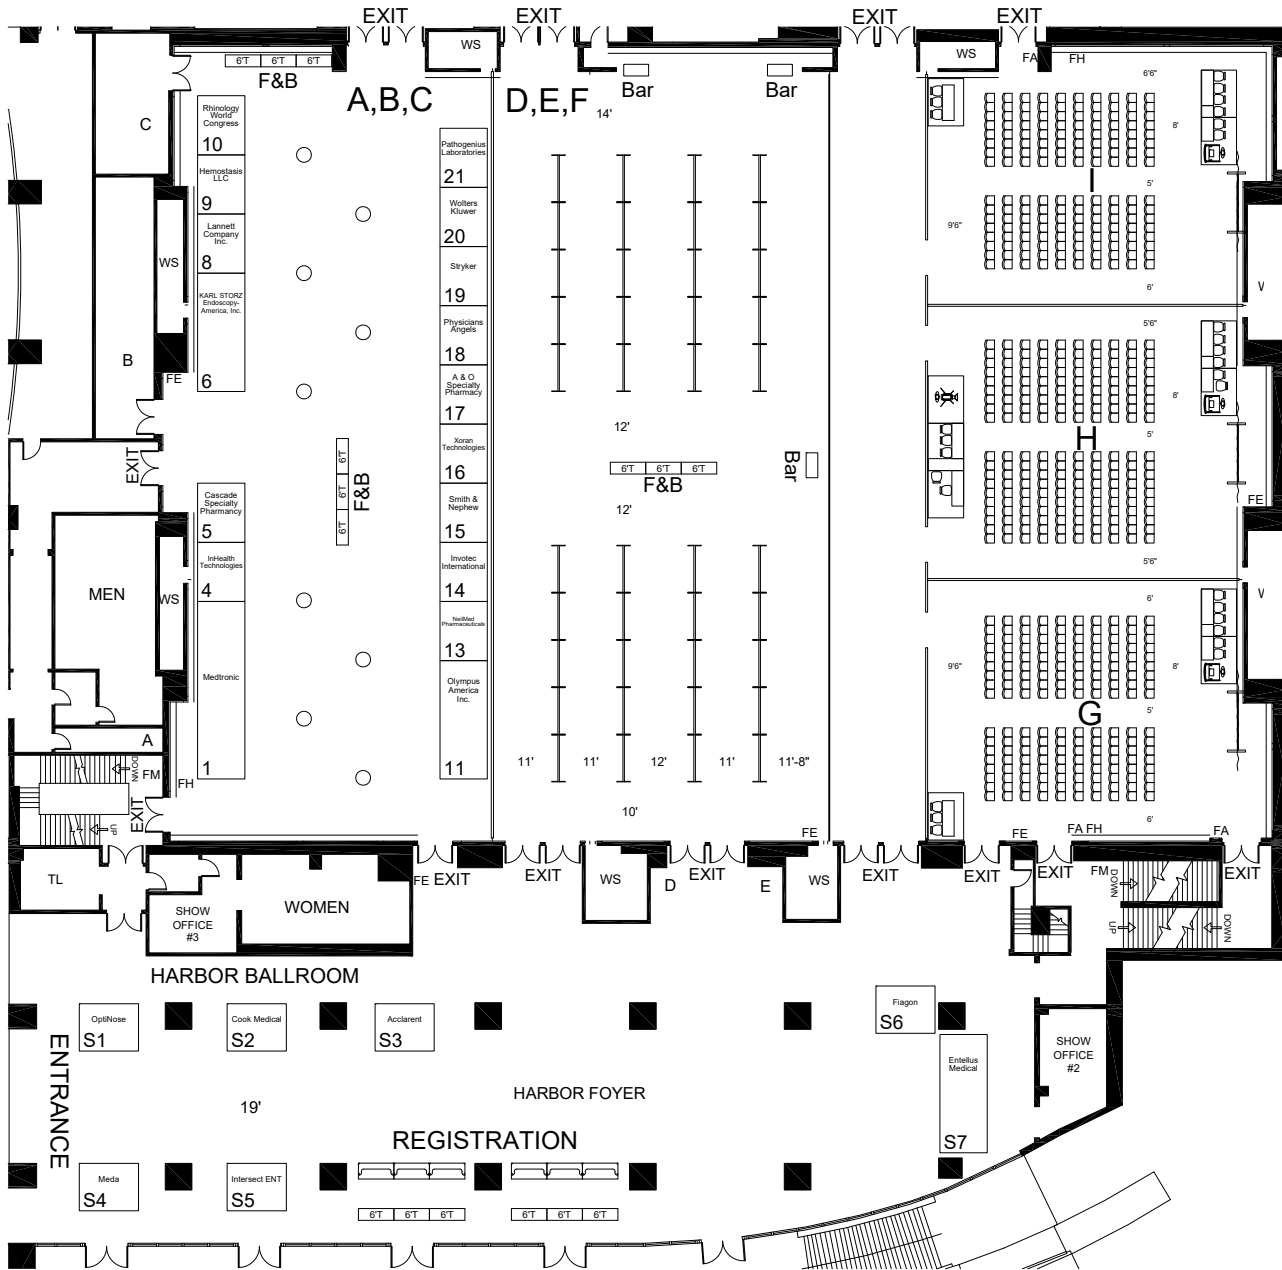 EXIT
EXIT
EXIT
EXIT
WS
WS
FA
FH
6'T 6'T 6'T
F&B
A,B,C
D,E,F
Bar
Bar
14'
6'6"
C
Rhinology
World
Congress
10
Hemostasis
LLC
9
Lannett
Company
Inc.
8
KARL STORZ
Endoscopy-
America, Inc.
6
WS
B
FE
EXIT
Cascade
Specialty
Pharmancy
5
InHealth
Technologies
4
Medtronic
1
MEN
WS
A
DOWN
FM
FH
EXIT
UP
6'T
6'T
6'T
F&B
Pathogenius
Laboratories
21
Wolters
Kluwer
20
Stryker
19
Physicians
Angels
18
A & O
Specialty
Pharmacy
17
Xoran
Technologies
16
Smith &
Nephew
15
Invotec
International
14
NeilMed
Pharmaceuticals
13
Olympus
America
Inc.
11
12'
6'T 6'T 6'T
F&B
Bar
12'
11'
11'
12'
11'
11'-8"
10'
FE
8'
I
5'
9'6"
6'
5'6"
8'
H
5'
FE
5'6"
6'
9'6"
8'
G
5'
6'
FE
FA FH
FA
TL
SHOW
OFFICE
#3
WOMEN
FE
EXIT
EXIT
WS
D
EXIT
E
WS
EXIT
EXIT
EXIT
FM
DOWN
EXIT
UP
DOWN
HARBOR BALLROOM
OptiNose
S1
Cook Medical
S2
Acclarent
S3
Fiagon
S6
Entellus
Medical
S7
SHOW
OFFICE
#2
ENTRANCE
19'
HARBOR FOYER
REGISTRATION
Meda
S4
Intersect ENT
S5
6'T 6'T 6'T
6'T 6'T 6'T